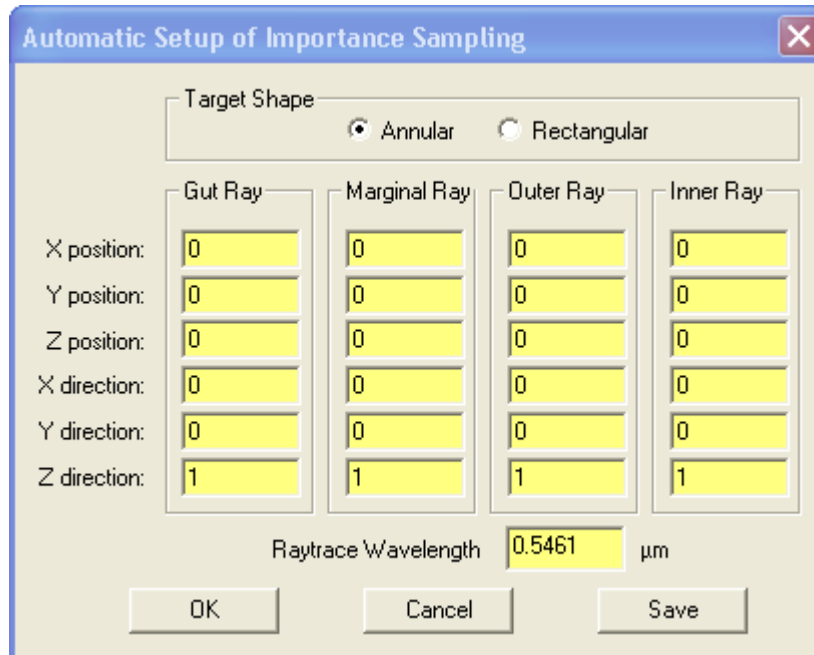 Automatic Setup of Importance Sampling
Target Shape
Annular Rectangular
Gut Ray Marginal Ray Outer Ray Inner Ray
X position: 0 0 0 0
Y position: 0 0 0 0
Z position: 0 0 0 0
X direction: 0 0 0 0
Y direction: 0 0 0 0
Z direction: 1 1 1 1
Raytrace Wavelength 0.5461 µm
OK Cancel Save